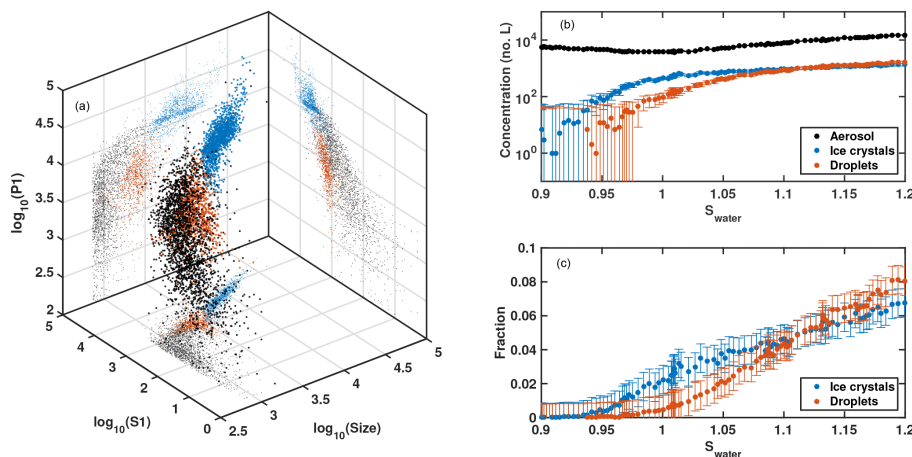 (a)
5
4.5
4
3.5
3
2.5
2
log10(P1)
5
4
3
2
1
0
log10(S1)
2.5
3
3.5
4
4.5
5
log10(Size)
(b)
Concentration (no. L)
10^4
10^2
10^0
Aerosol
Ice crystals
Droplets
0.9 0.95 1 1.05 1.1 1.15 1.2
S_water
(c)
Fraction
0.1
0.08
0.06
0.04
0.02
0
Ice crystals
Droplets
0.9 0.95 1 1.05 1.1 1.15 1.2
S_water